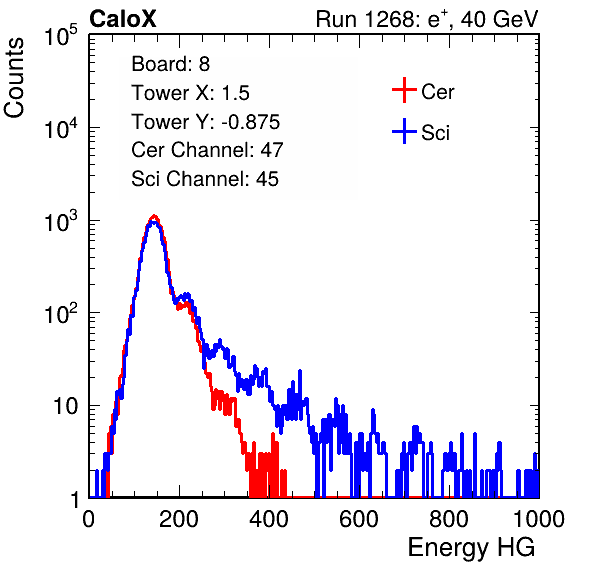 CaloX Run 1268: e+, 40 GeV
Counts
Board: 8
Tower X: 1.5
Tower Y: -0.875
Cer Channel: 47
Sci Channel: 45
Cer
Sci
10^5
10^4
10^3
10^2
10
1
0 200 400 600 800 1000
Energy HG